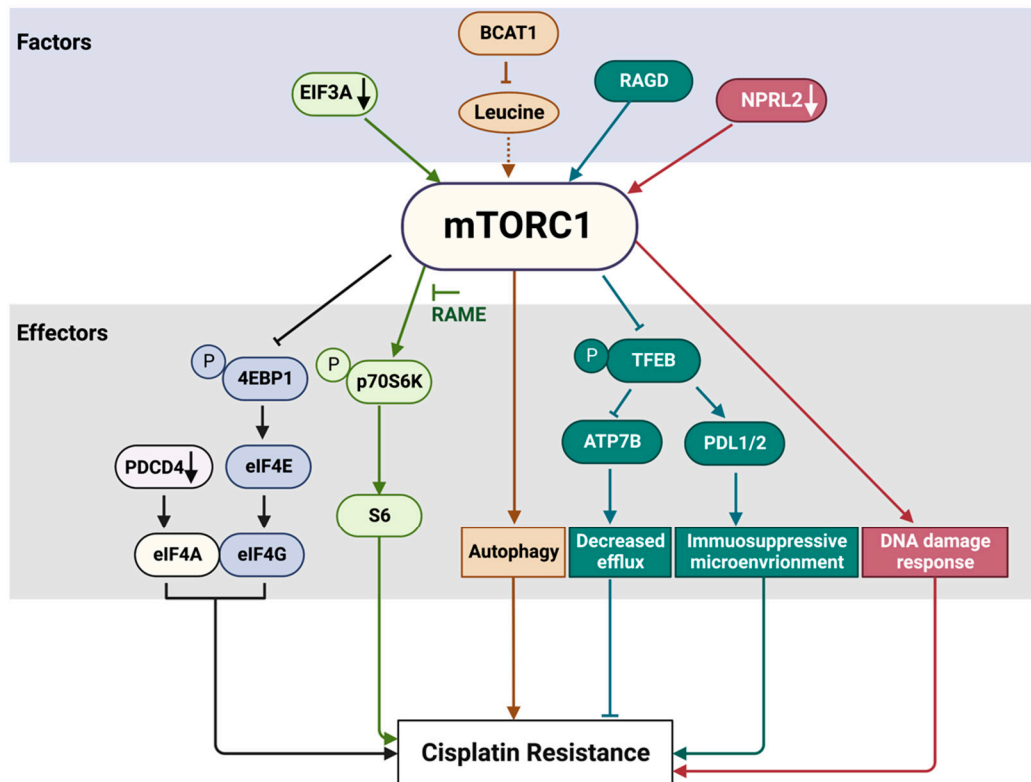 Factors
BCAT1
EIF3A
Leucine
RAGD
NPRL2
mTORC1
RAME
Effectors
P
4EBP1
P
p70S6K
P
TFEB
ATP7B
PDL1/2
PDCD4
eIF4E
S6
eIF4A
eIF4G
Autophagy
Decreased
efflux
Immuosuppressive
microenvrionment
DNA damage
response
Cisplatin Resistance